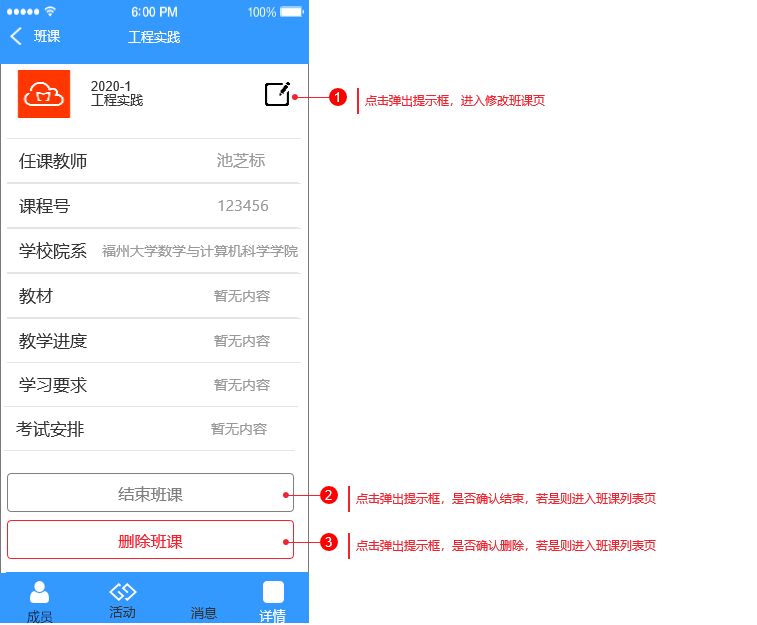 6:00 PM
100%
班课
工程实践
2020-1
工程实践
1
点击弹出提示框，进入修改班课页
任课教师
池芝标
课程号
123456
学校院系
福州大学数学与计算机科学学院
教材
暂无内容
教学进度
暂无内容
学习要求
暂无内容
考试安排
暂无内容
结束班课
2
点击弹出提示框，是否确认结束，若是则进入班课列表页
删除班课
3
点击弹出提示框，是否确认删除，若是则进入班课列表页
成员
活动
消息
详情